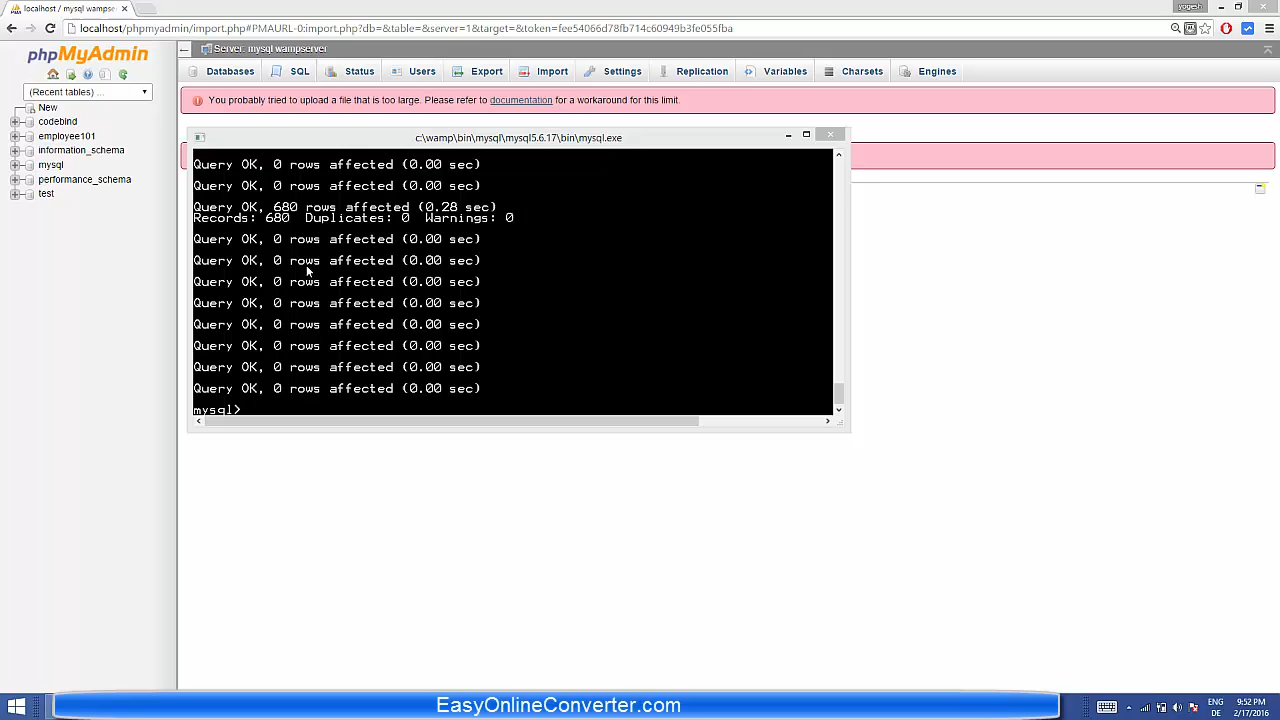 localhost / mysql wampse
yogesh
localhost/phpmyadmin/import.php#PMAURL-0:import.php?db=&table=&server=1&target=&token=fee54066d78fb714c60949b3fe055fba
phpMyAdmin
Server: mysql wampserver
Databases SQL Status Users Export Import Settings Replication Variables Charsets Engines
(Recent tables) ...
New
codebind
employee101
information_schema
mysql
performance_schema
test
You probably tried to upload a file that is too large. Please refer to documentation for a workaround for this limit.
c:\wamp\bin\mysql\mysql5.6.17\bin\mysql.exe
Query OK, 0 rows affected (0.00 sec)
Query OK, 0 rows affected (0.00 sec)
Query OK, 680 rows affected (0.28 sec)
Records: 680 Duplicates: 0 Warnings: 0
Query OK, 0 rows affected (0.00 sec)
Query OK, 0 rows affected (0.00 sec)
Query OK, 0 rows affected (0.00 sec)
Query OK, 0 rows affected (0.00 sec)
Query OK, 0 rows affected (0.00 sec)
Query OK, 0 rows affected (0.00 sec)
Query OK, 0 rows affected (0.00 sec)
Query OK, 0 rows affected (0.00 sec)
mysql>
EasyOnlineConverter.com
ENG
DE
9:52 PM
2/17/2016